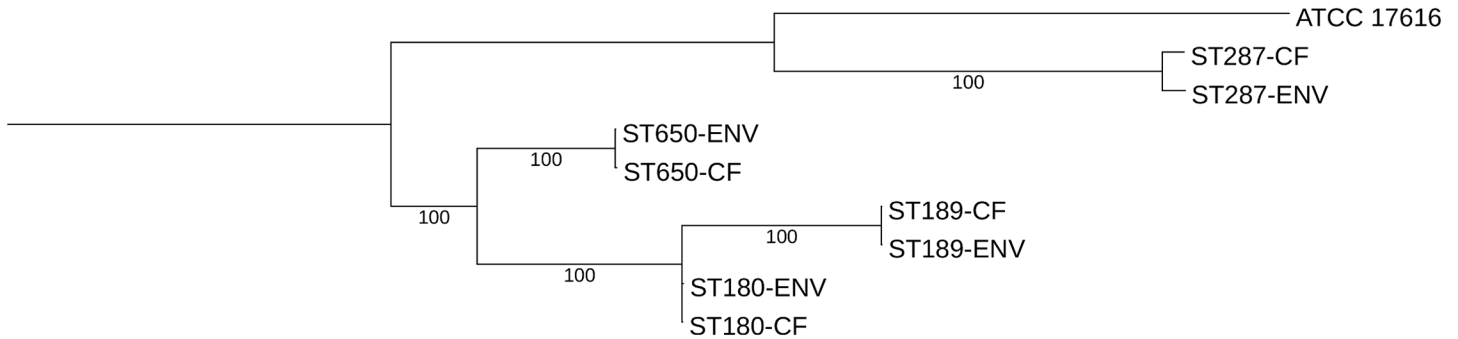 ATCC 17616
ST287-CF
100
ST287-ENV
ST650-ENV
100
ST650-CF
100
ST189-CF
100
ST189-ENV
100
ST180-ENV
ST180-CF